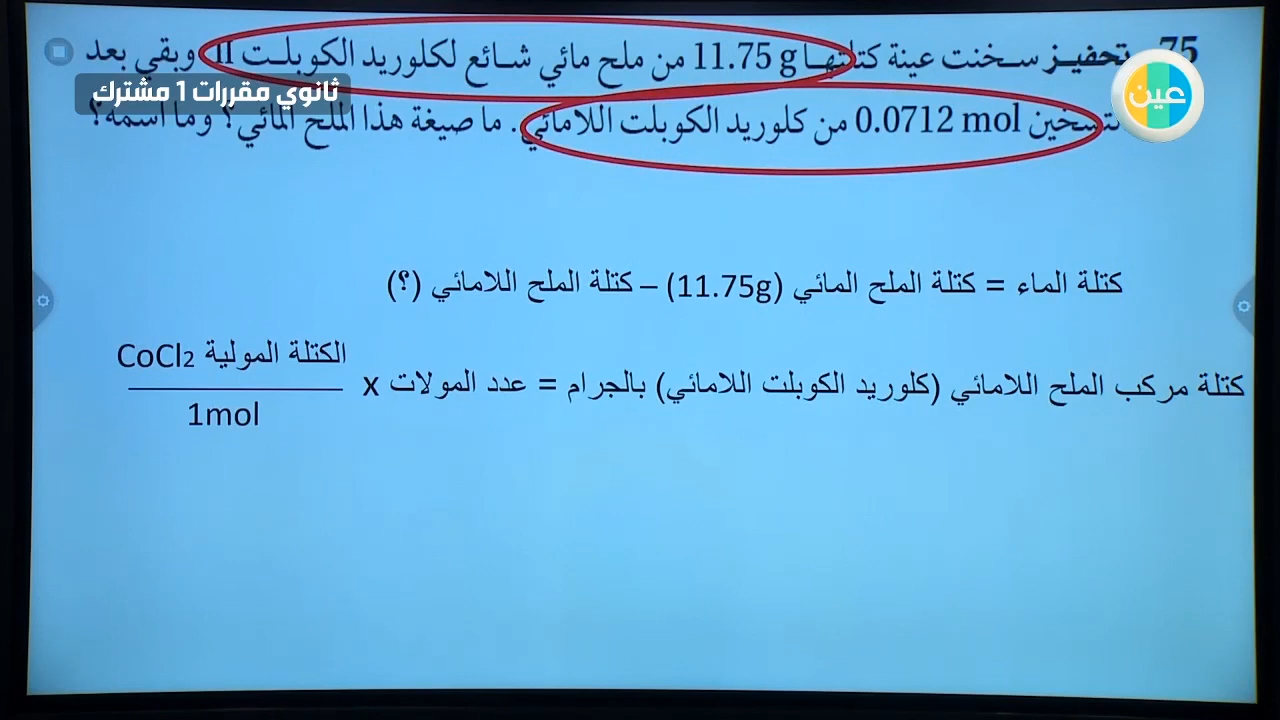 75. تحفيز سخنت عينة كتلتها 11.75 g من ملح مائي شائع لكلوريد الكوبلت II وبقي بعد
عين
ثانوي مقررات 1 مشترك
التسخين 0.0712 mol من كلوريد الكوبلت اللامائي. ما صيغة هذا الملح المائي؟ وما اسمه؟
كتلة الماء = كتلة الملح المائي (11.75g) – كتلة الملح اللامائي (؟)
كتلة مركب الملح اللامائي (كلوريد الكوبلت اللامائي) بالجرام = عدد المولات x
الكتلة المولية CoCl2
1mol